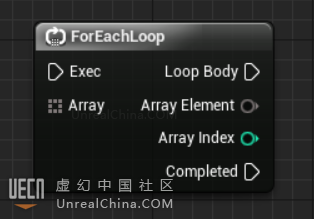 ForEachLoop
Exec Loop Body
Array Array Element
UnrealChina.COM
Array Index
Completed
UECN 虚幻中国社区
UnrealChina.COM